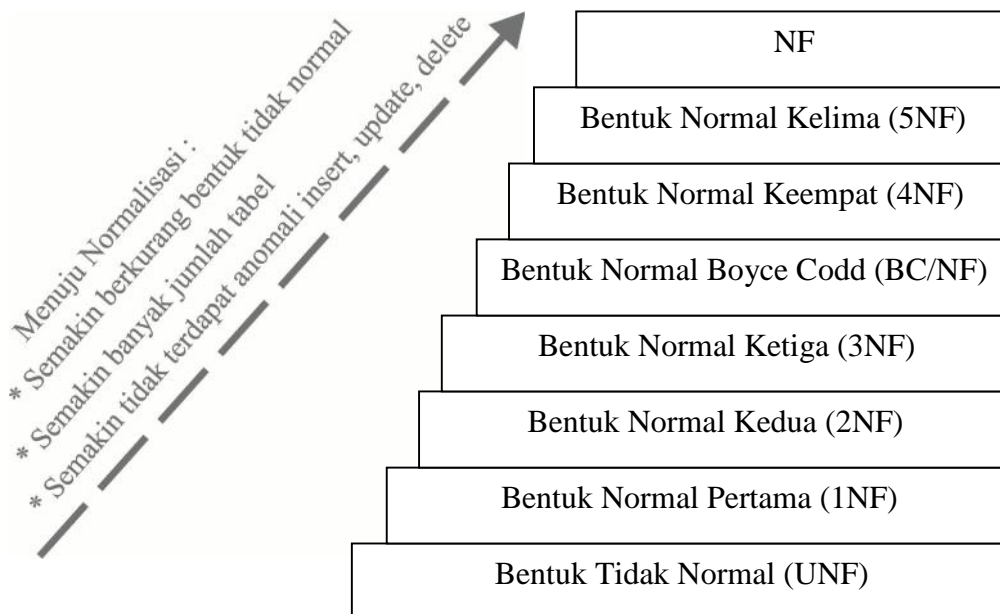 Menuju Normalisasi :
* Semakin berkurang bentuk tidak normal
* Semakin banyak jumlah tabel
* Semakin tidak terdapat anomali insert, update, delete
NF
Bentuk Normal Kelima (5NF)
Bentuk Normal Keempat (4NF)
Bentuk Normal Boyce Codd (BC/NF)
Bentuk Normal Ketiga (3NF)
Bentuk Normal Kedua (2NF)
Bentuk Normal Pertama (1NF)
Bentuk Tidak Normal (UNF)